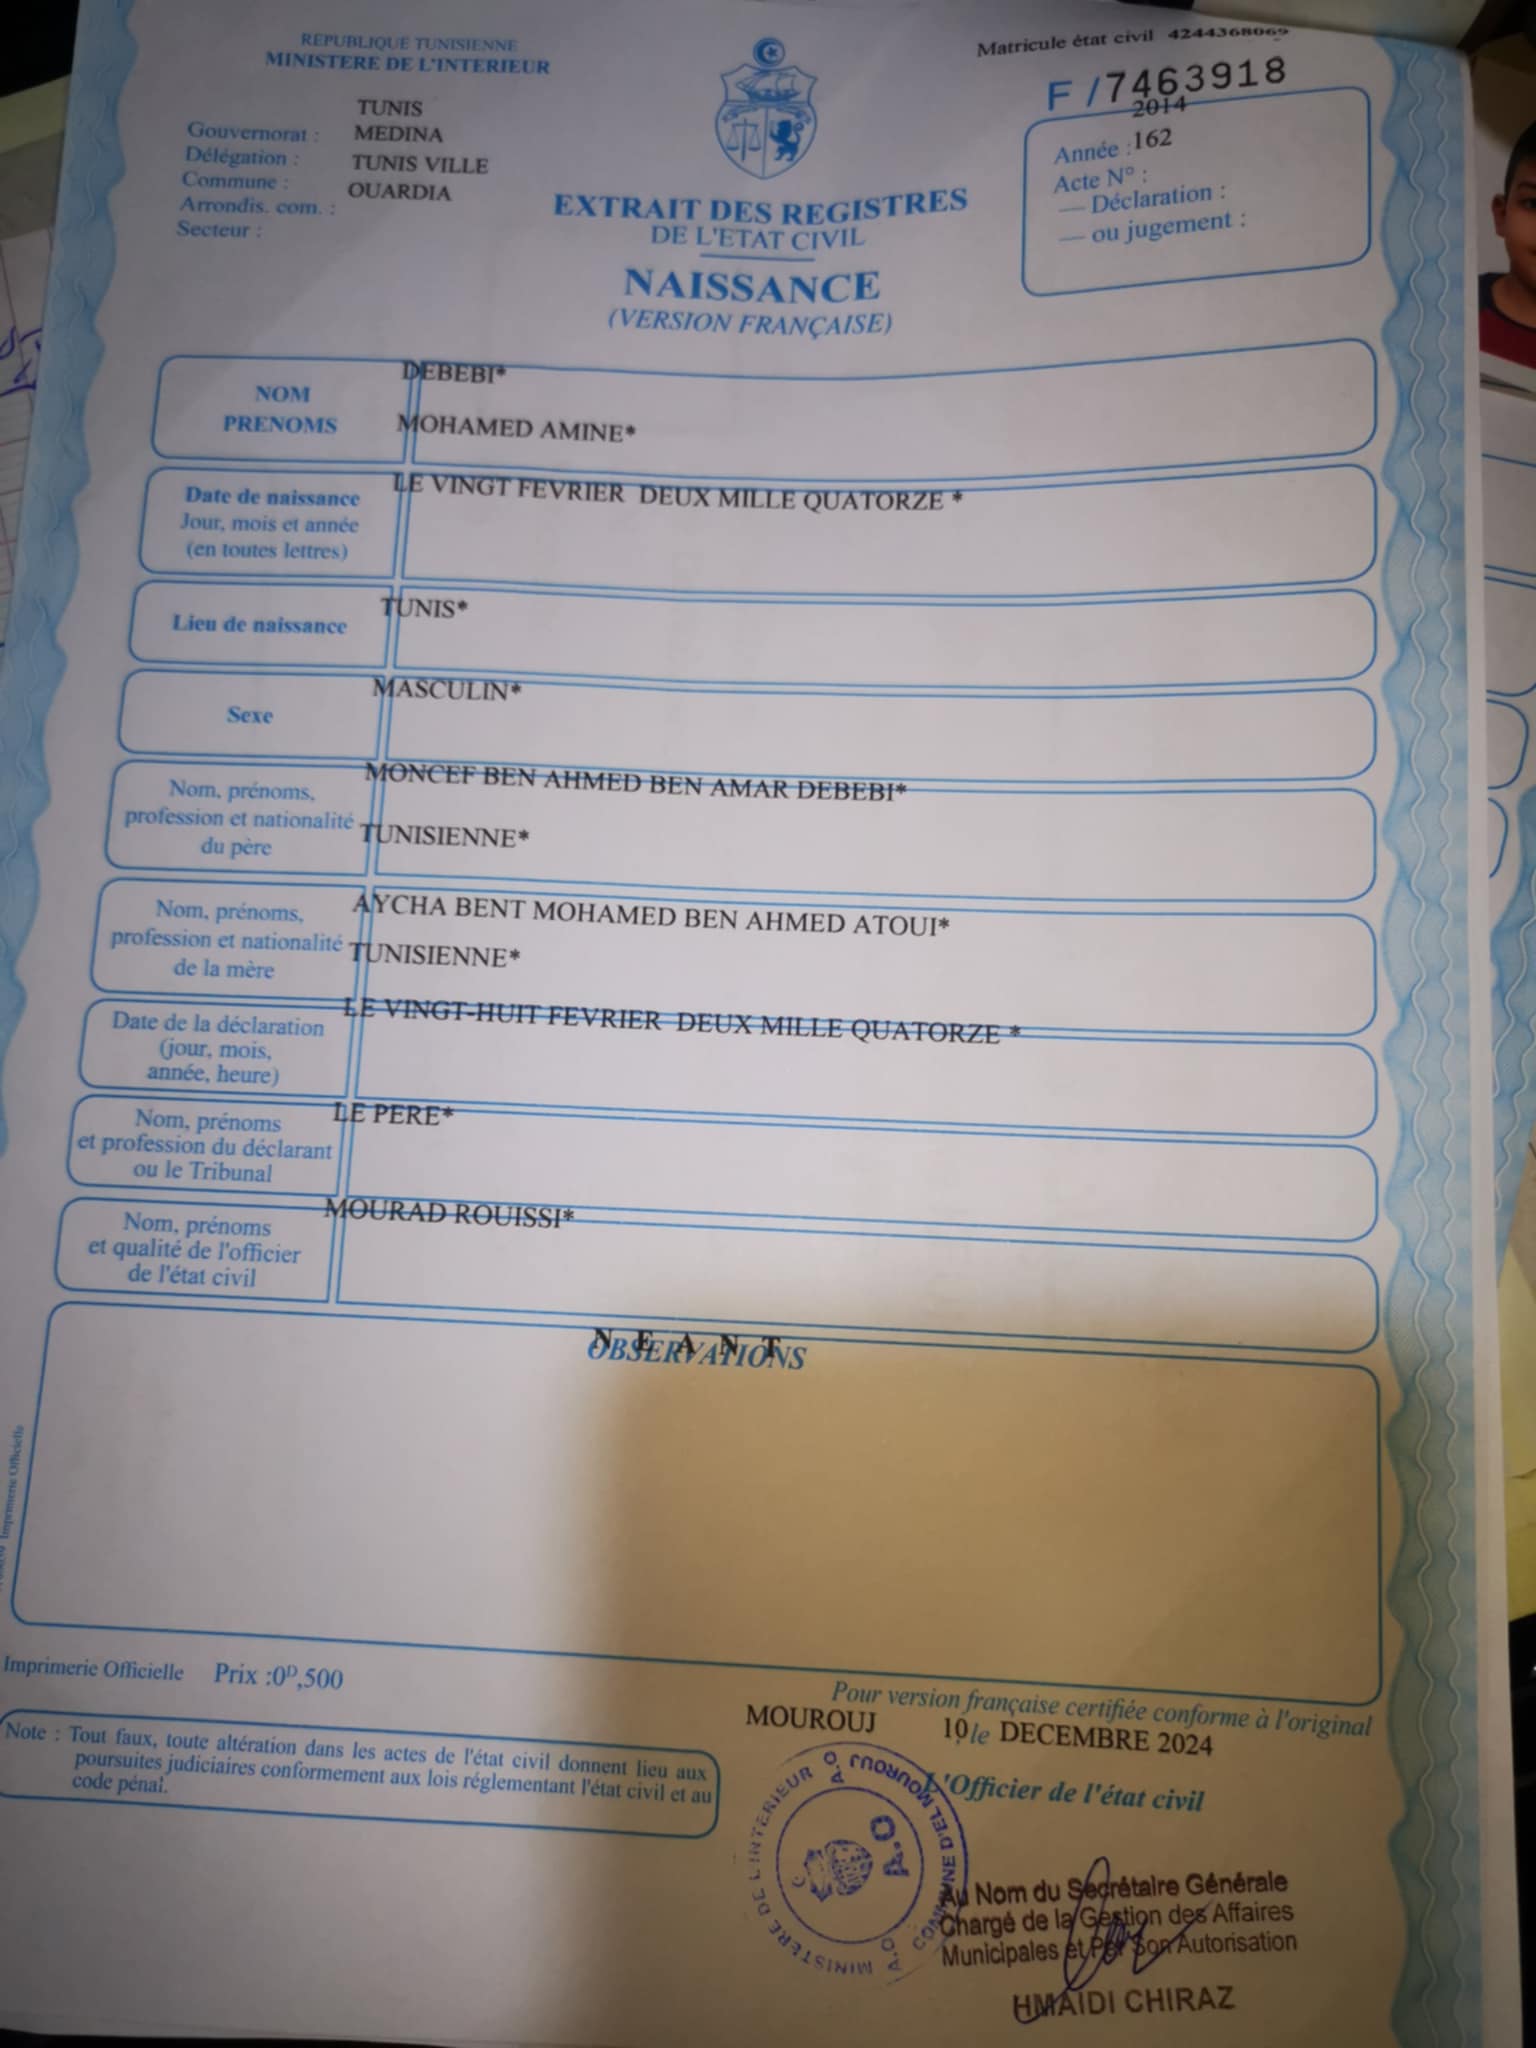 REPUBLIQUE TUNISIENNE
MINISTERE DE L'INTERIEUR
Matricule état civil 4244368069
F / 7463918
TUNIS
Gouvernorat : MEDINA
Délégation : TUNIS VILLE
Commune : OUARDIA
Arrondis. com. :
Secteur :
2014
Année : 162
Acte N° :
— Déclaration :
— ou jugement :
EXTRAIT DES REGISTRES
DE L'ETAT CIVIL
NAISSANCE
(VERSION FRANÇAISE)
DEBEBI*
NOM
PRENOMS
MOHAMED AMINE*
LE VINGT FEVRIER DEUX MILLE QUATORZE *
Date de naissance
Jour, mois et année
(en toutes lettres)
TUNIS*
Lieu de naissance
MASCULIN*
Sexe
MONCEF BEN AHMED BEN AMAR DEBEBI*
Nom, prénoms,
profession et nationalité
du père
TUNISIENNE*
AYCHA BENT MOHAMED BEN AHMED ATOUI*
Nom, prénoms,
profession et nationalité
de la mère
TUNISIENNE*
LE VINGT-HUIT FEVRIER DEUX MILLE QUATORZE *
Date de la déclaration
(jour, mois,
année, heure)
LE PERE*
Nom, prénoms
et profession du déclarant
ou le Tribunal
MOURAD ROUISSI*
Nom, prénoms
et qualité de l'officier
de l'état civil
N E A N T
OBSERVATIONS
Imprimerie Officielle
Imprimerie Officielle Prix :0D,500
Note : Tout faux, toute altération dans les actes de l'état civil donnent lieu aux
poursuites judiciaires conformement aux lois réglementant l'état civil et au
code pénal.
Pour version française certifiée conforme à l'original
MOUROUJ 10 le DECEMBRE 2024
L'Officier de l'état civil
MINISTERE DE L'INTERIEUR
COMMUNE D'EL MOUROUJ
A.O
Au Nom du Secrétaire Générale
Chargé de la Gestion des Affaires
Municipales et Par Son Autorisation
HMAIDI CHIRAZ